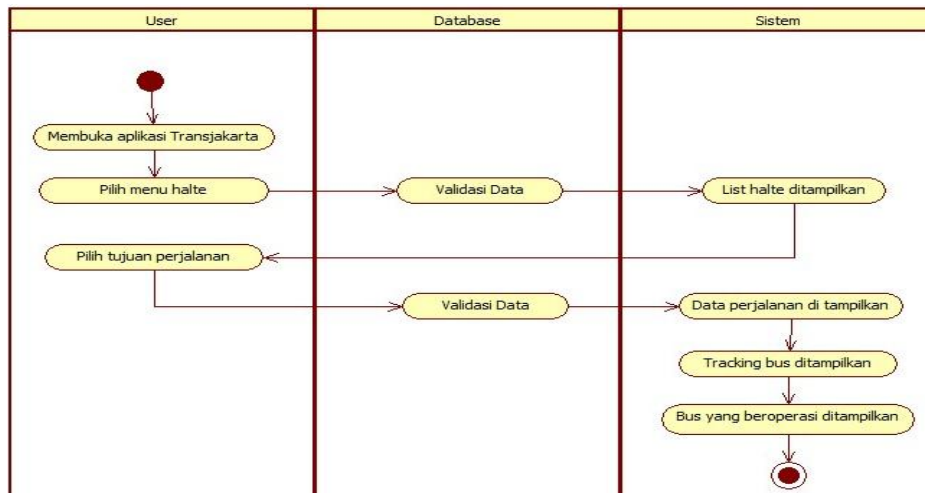 User
Database
Sistem
Membuka aplikasi Transjakarta
Pilih menu halte
Validasi Data
List halte ditampilkan
Pilih tujuan perjalanan
Validasi Data
Data perjalanan di tampilkan
Tracking bus ditampilkan
Bus yang beroperasi ditampilkan